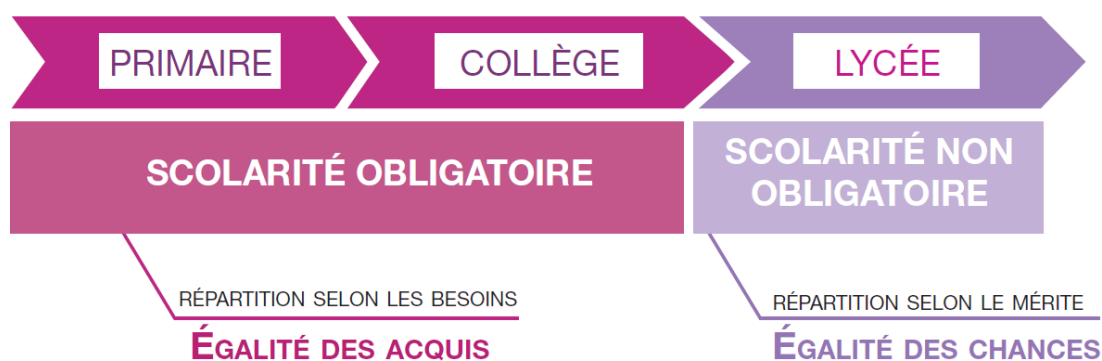 PRIMAIRE
COLLÈGE
LYCÉE
SCOLARITÉ OBLIGATOIRE
SCOLARITÉ NON
OBLIGATOIRE
RÉPARTITION SELON LES BESOINS
ÉGALITÉ DES ACQUIS
RÉPARTITION SELON LE MÉRITE
ÉGALITÉ DES CHANCES